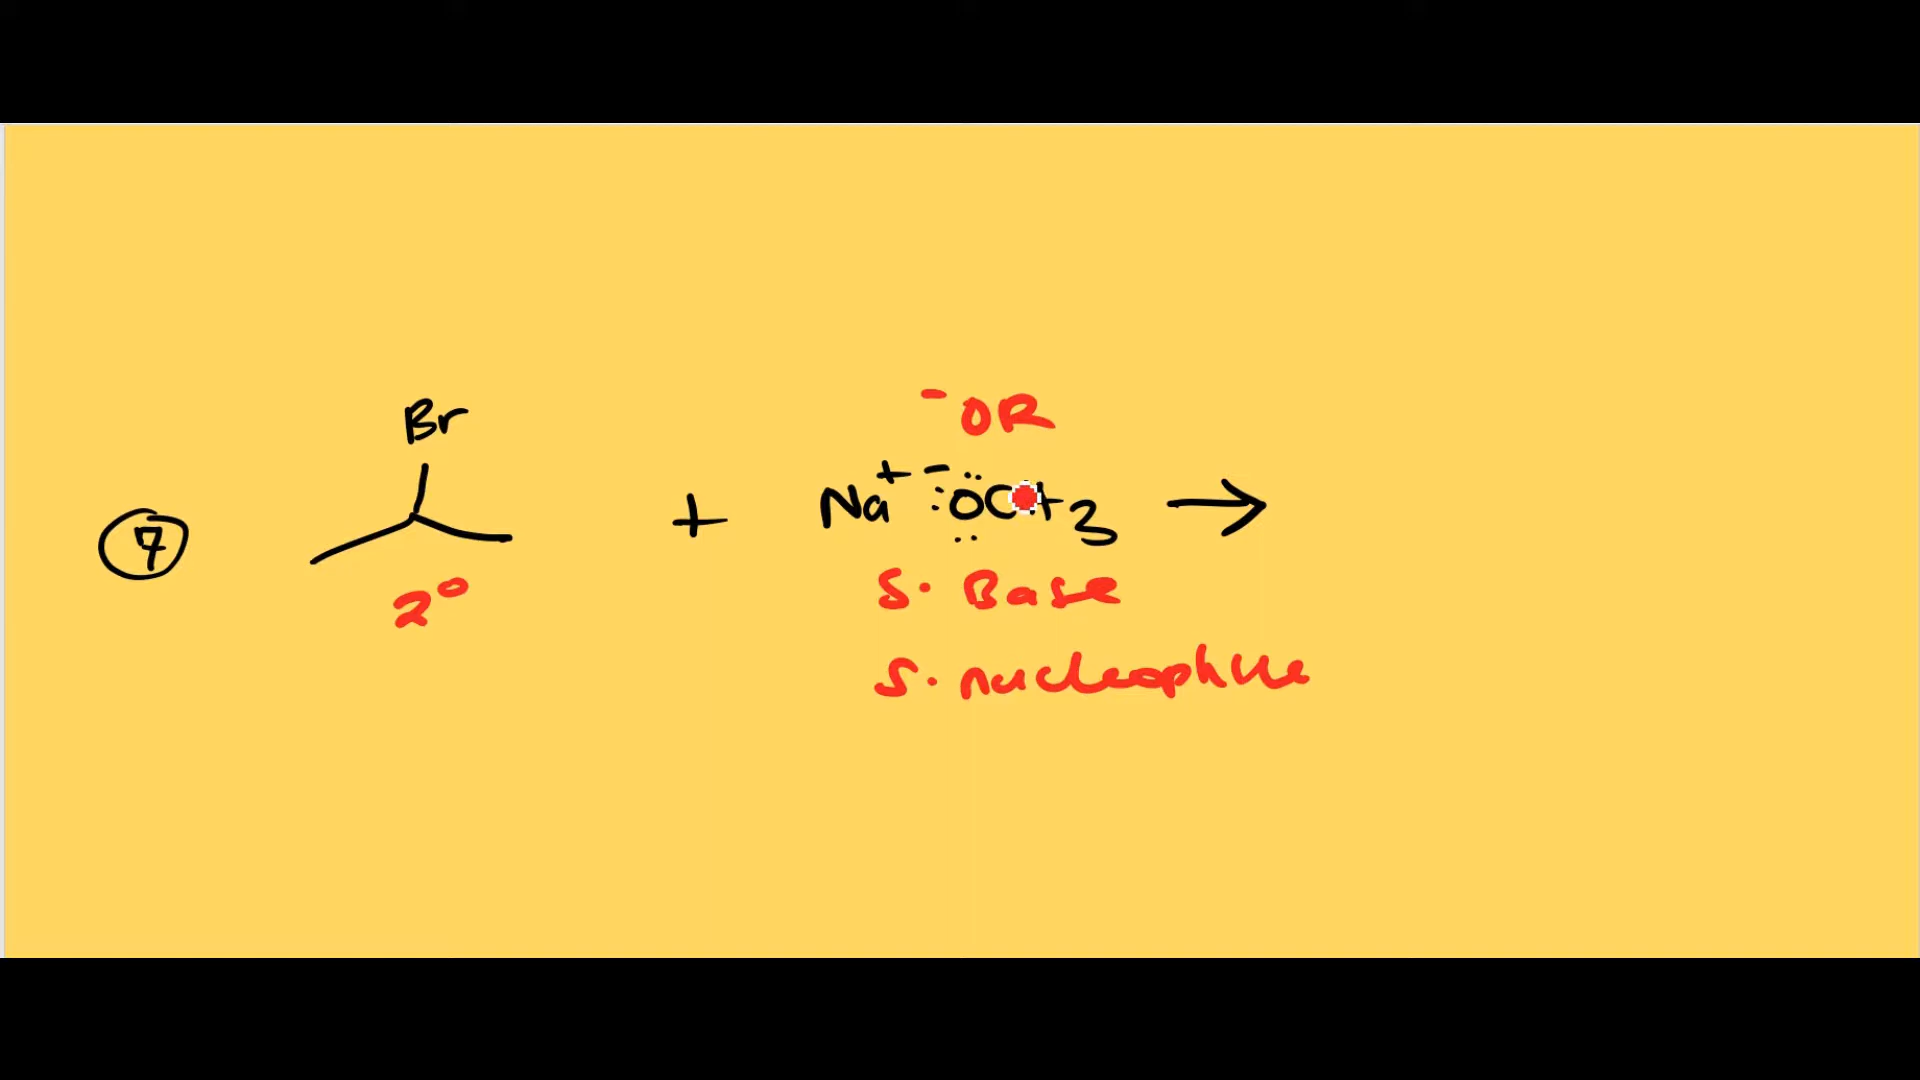 Br
⁻OR
⑦ + Na⁺ ⁻:ÖCH₃ →
2°
S. Base
S. nucleophile